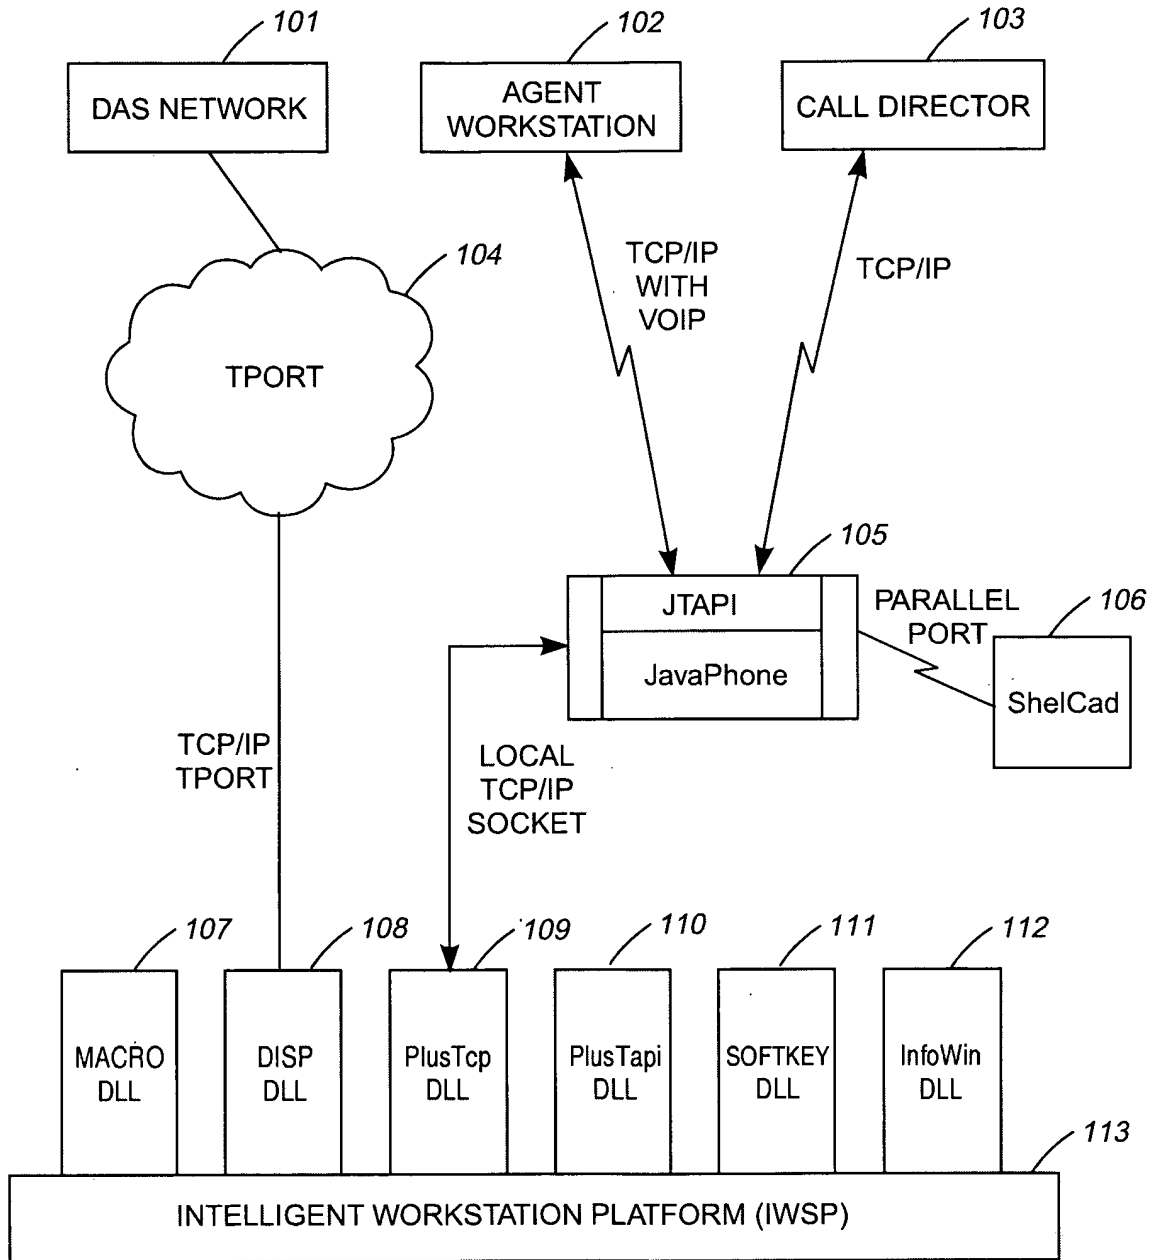 101
102
103
DAS NETWORK
AGENT
WORKSTATION
CALL DIRECTOR
104
TPORT
TCP/IP
WITH
VOIP
TCP/IP
105
JTAPI
JavaPhone
PARALLEL
PORT
106
ShelCad
TCP/IP
TPORT
LOCAL
TCP/IP
SOCKET
107
108
109
110
111
112
MACRO
DLL
DISP
DLL
PlusTcp
DLL
PlusTapi
DLL
SOFTKEY
DLL
InfoWin
DLL
113
INTELLIGENT WORKSTATION PLATFORM (IWSP)